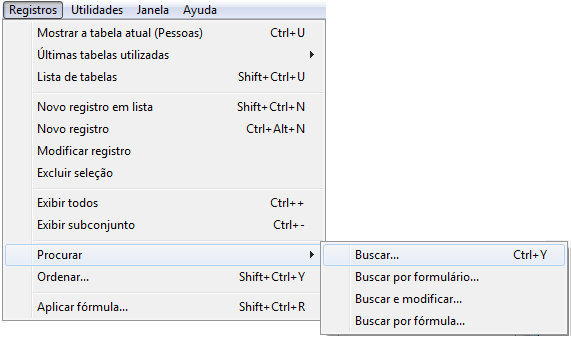 Registros Utilidades Janela Ayuda
Mostrar a tabela atual (Pessoas) Ctrl+U
Últimas tabelas utilizadas
Lista de tabelas Shift+Ctrl+U
Novo registro em lista Shift+Ctrl+N
Novo registro Ctrl+Alt+N
Modificar registro
Excluir seleção
Exibir todos Ctrl++
Exibir subconjunto Ctrl+-
Procurar Buscar... Ctrl+Y
Ordenar... Shift+Ctrl+Y Buscar por formulário...
Buscar e modificar...
Aplicar fórmula... Shift+Ctrl+R Buscar por fórmula...